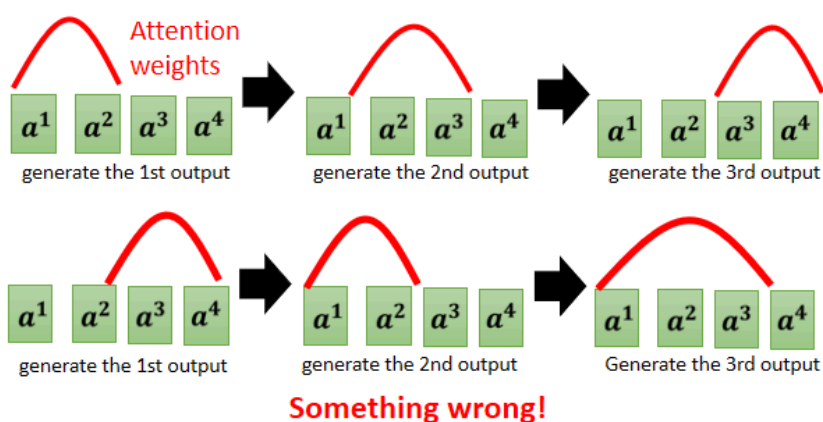 Attention
weights
a¹ a² a³ a⁴ a¹ a² a³ a⁴ a¹ a² a³ a⁴
generate the 1st output generate the 2nd output generate the 3rd output
a¹ a² a³ a⁴ a¹ a² a³ a⁴ a¹ a² a³ a⁴
generate the 1st output generate the 2nd output Generate the 3rd output
Something wrong!